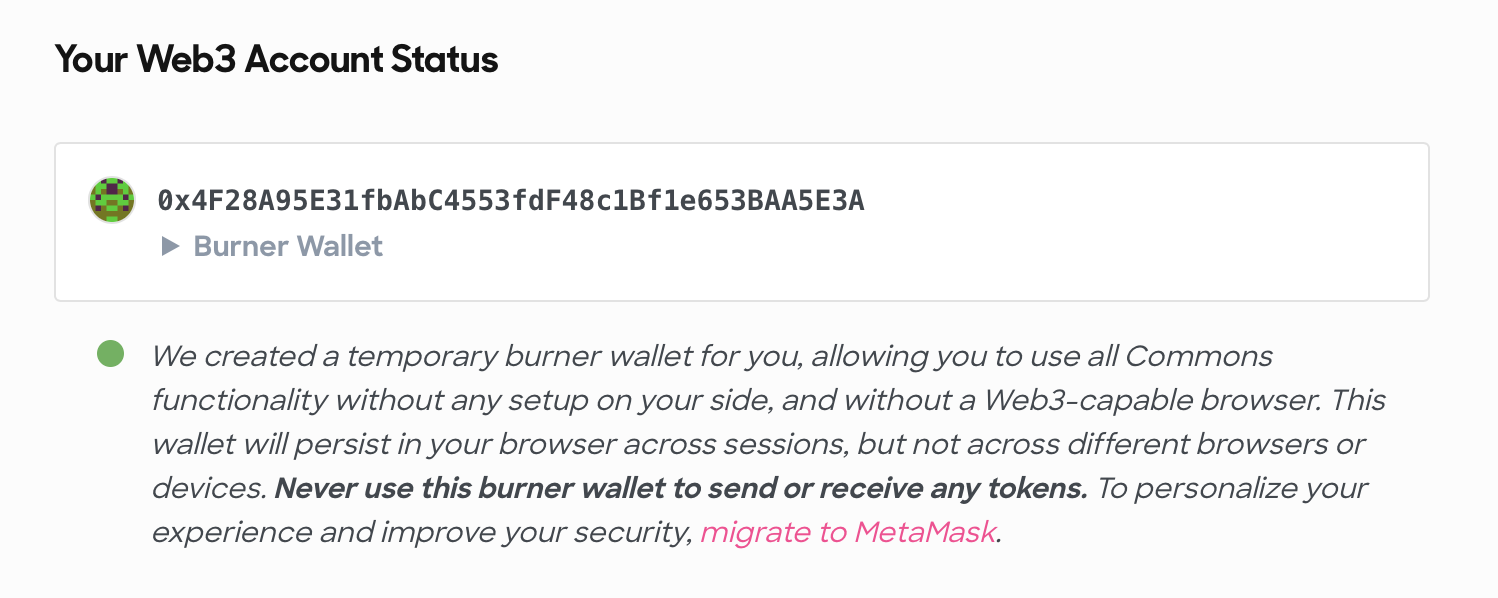 Your Web3 Account Status
0x4F28A95E31fbAbC4553fdF48c1Bf1e653BAA5E3A
▶ Burner Wallet
We created a temporary burner wallet for you, allowing you to use all Commons
functionality without any setup on your side, and without a Web3-capable browser. This
wallet will persist in your browser across sessions, but not across different browsers or
devices. Never use this burner wallet to send or receive any tokens. To personalize your
experience and improve your security, migrate to MetaMask.